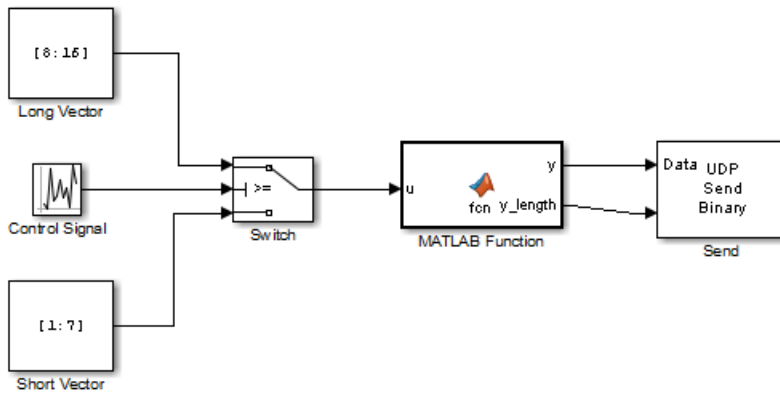 [8:15]
Long Vector
Control Signal
>=
Switch
[1:7]
Short Vector
u
y
fcn
y_length
MATLAB Function
Data
UDP
Send
Binary
Send